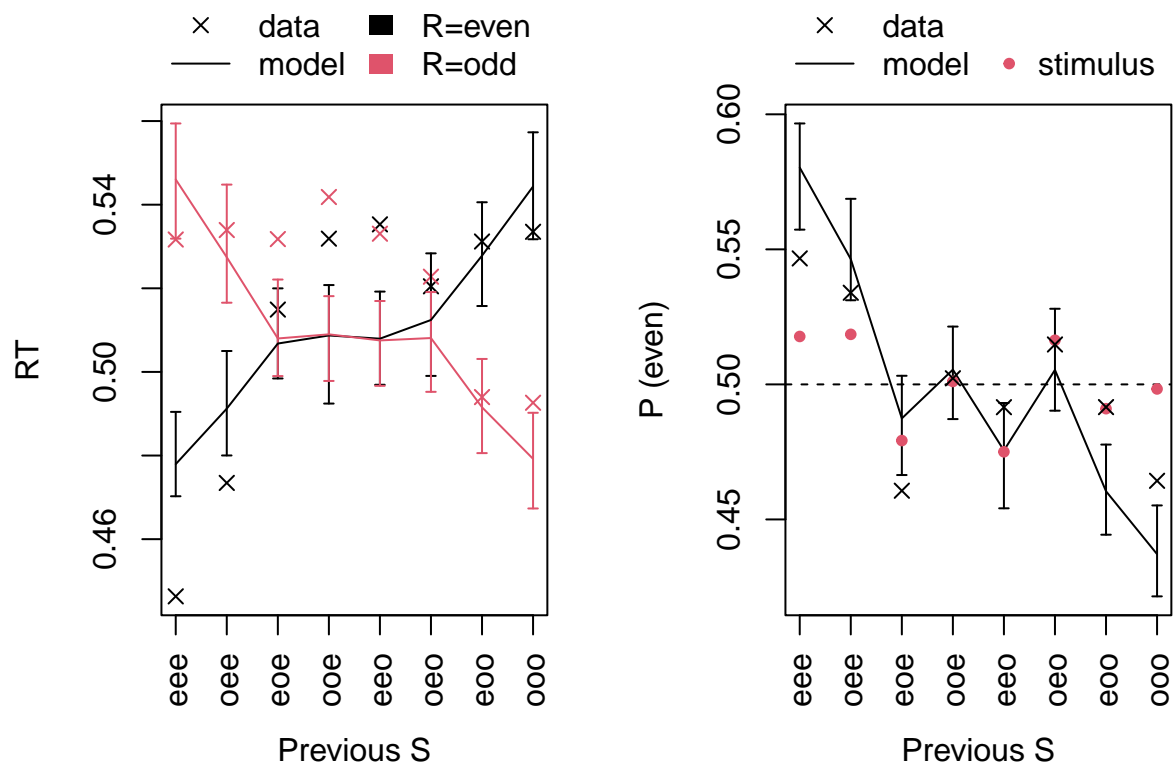 data
R=even
model
R=odd
RT
0.54
0.50
0.46
eee
oee
eoe
ooe
eeo
oeo
eoo
ooo
Previous S
data
model
stimulus
P (even)
0.60
0.55
0.50
0.45
eee
oee
eoe
ooe
eeo
oeo
eoo
ooo
Previous S